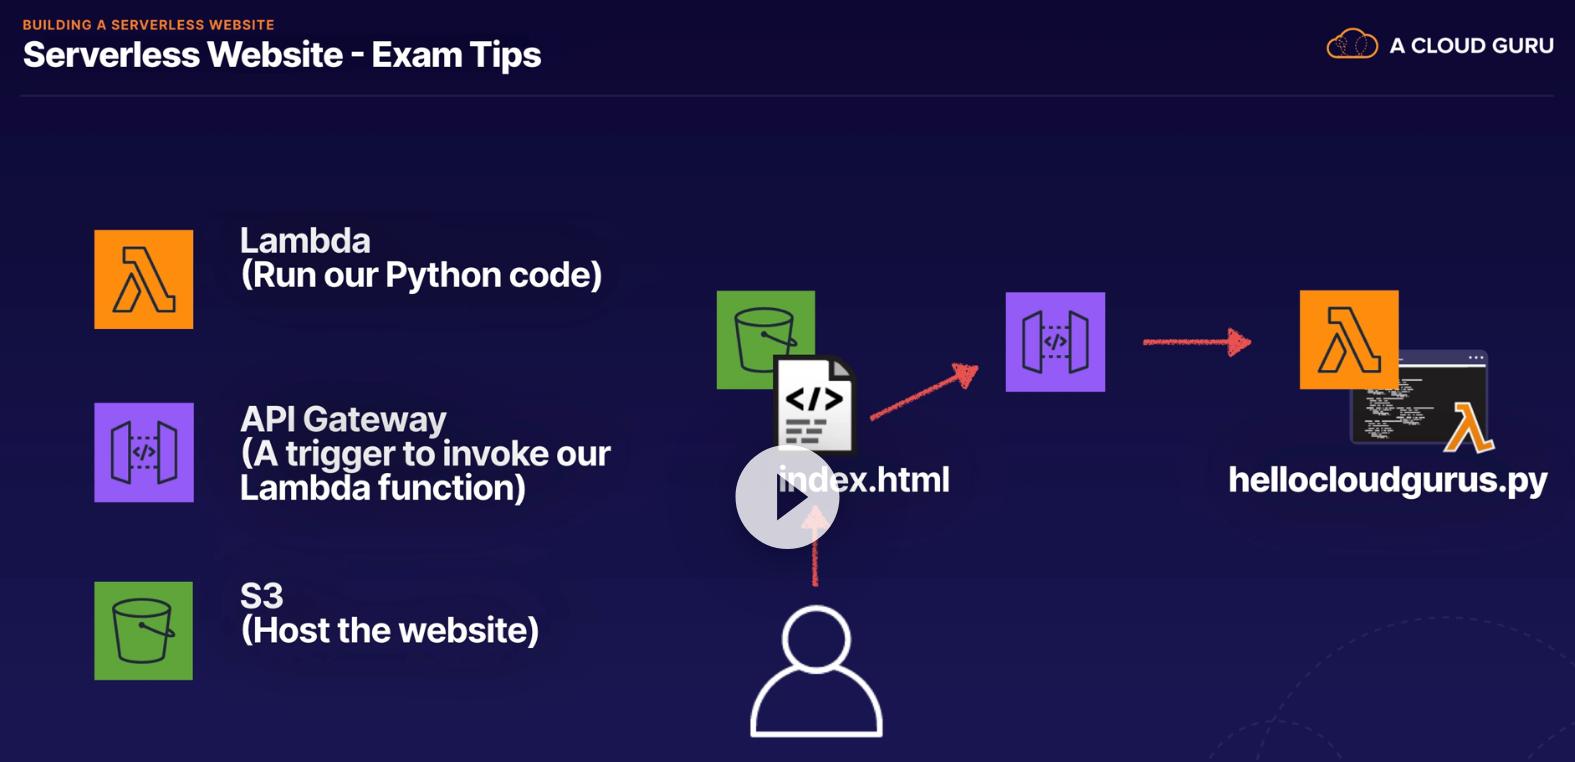 BUILDING A SERVERLESS WEBSITE
Serverless Website - Exam Tips
A CLOUD GURU
Lambda
(Run our Python code)
API Gateway
(A trigger to invoke our
Lambda function)
S3
(Host the website)
</>
index.html
</>
hellocloudgurus.py